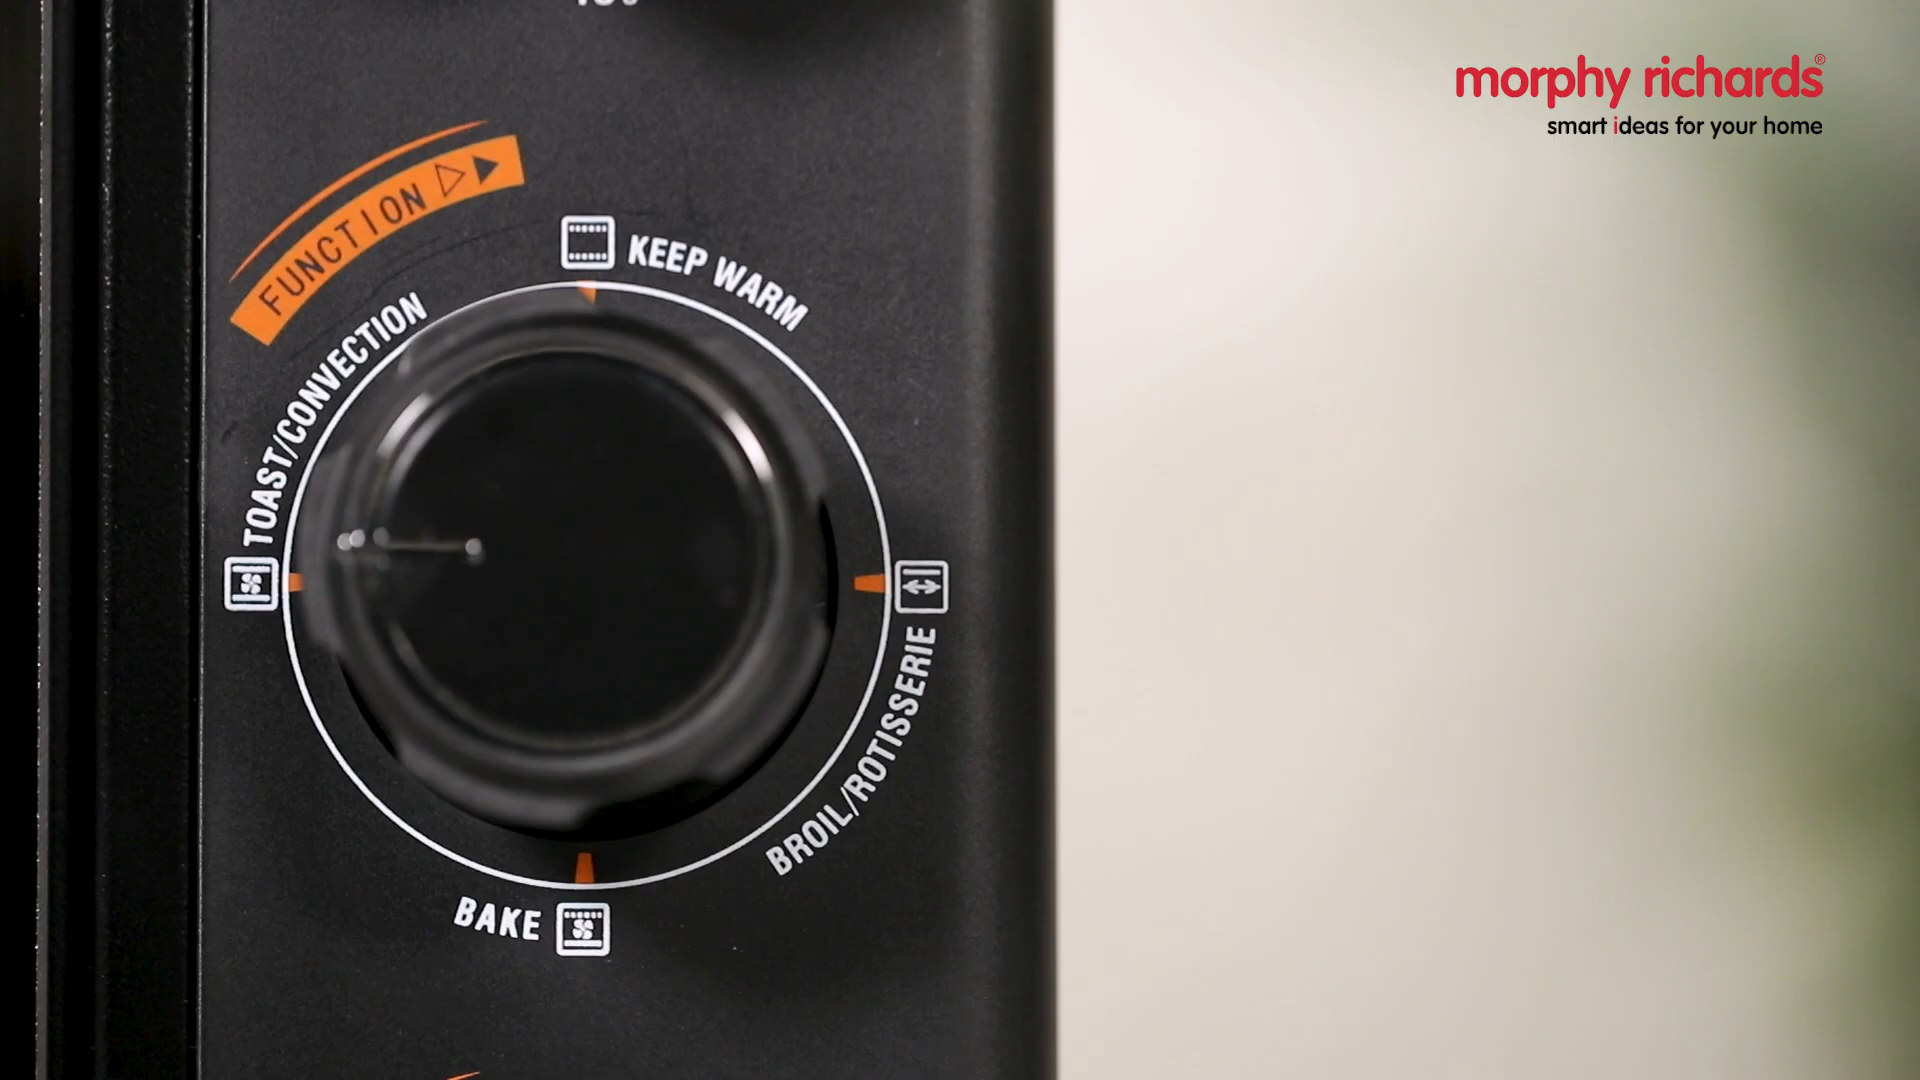 morphy richards®
smart ideas for your home
FUNCTION
KEEP WARM
TOAST/CONVECTION
BROIL/ROTISSERIE
BAKE